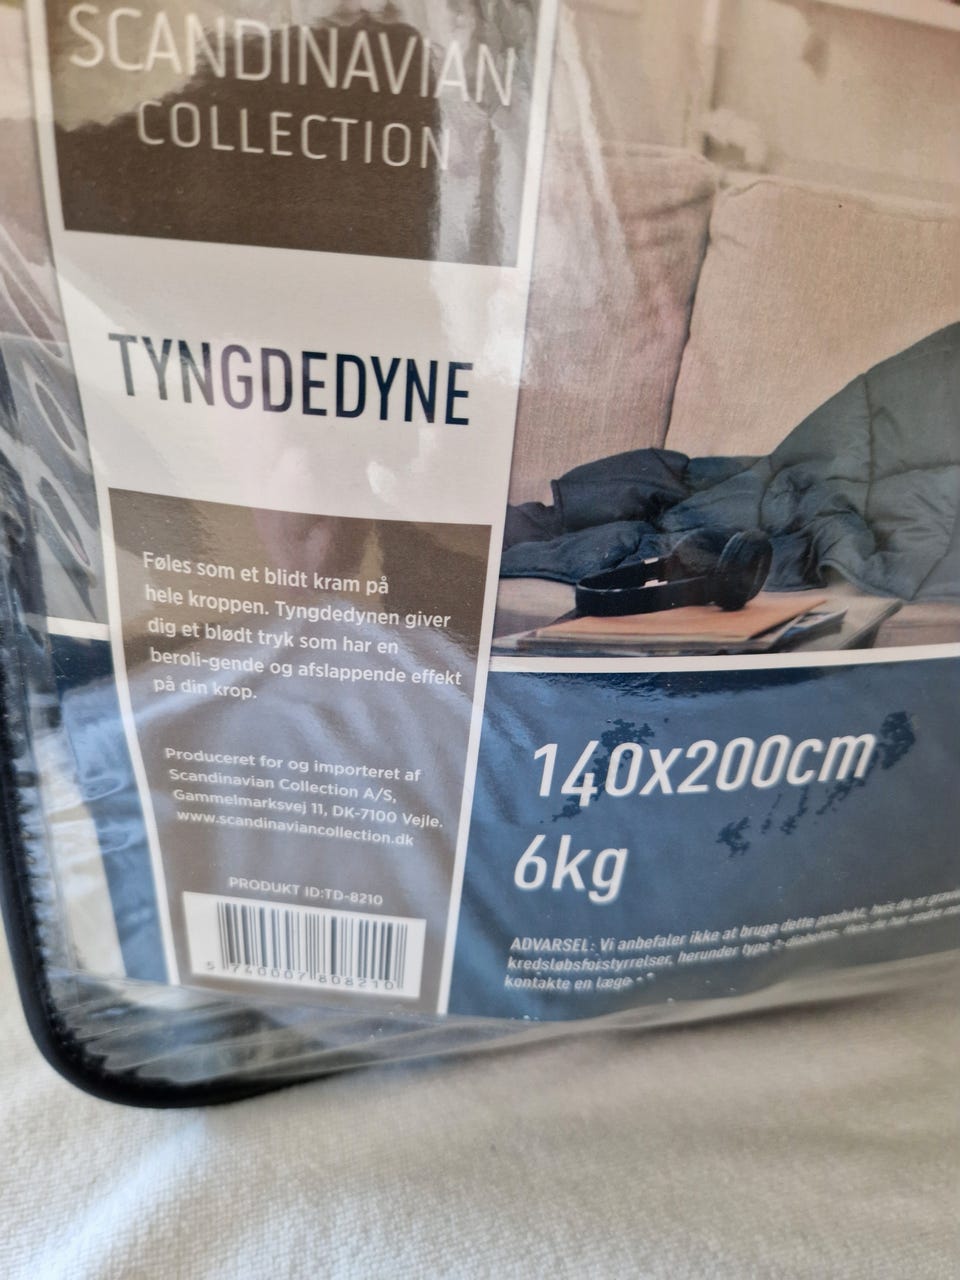 SCANDINAVIAN
COLLECTION
TYNGDEDYNE
Føles som et blidt kram på
hele kroppen. Tyngdedynen giver
dig et blødt tryk som har en
beroli-gende og afslappende effekt
på din krop.
Produceret for og importeret af
Scandinavian Collection A/S,
Gammelmarksvej 11, DK-7100 Vejle.
www.scandinaviancollection.dk
PRODUKT ID:TD-8210
5 740007 808210
140x200cm
6kg
ADVARSEL: Vi anbefaler ikke at bruge dette produkt, hvis du er
kredsløbsforstyrrelser, herunder type 2-diabetes. Hvis du har andre
kontakte en læge